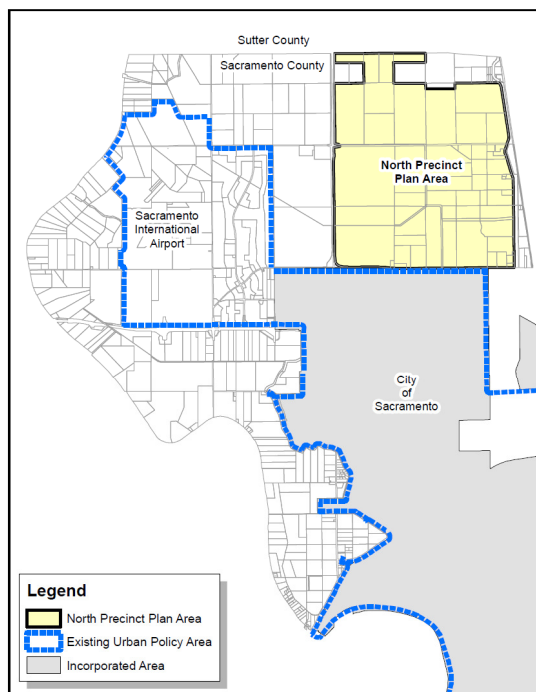 Sutter County
Sacramento County
North Precinct
Plan Area
Sacramento
International
Airport
City
of
Sacramento
Legend
North Precinct Plan Area
Existing Urban Policy Area
Incorporated Area